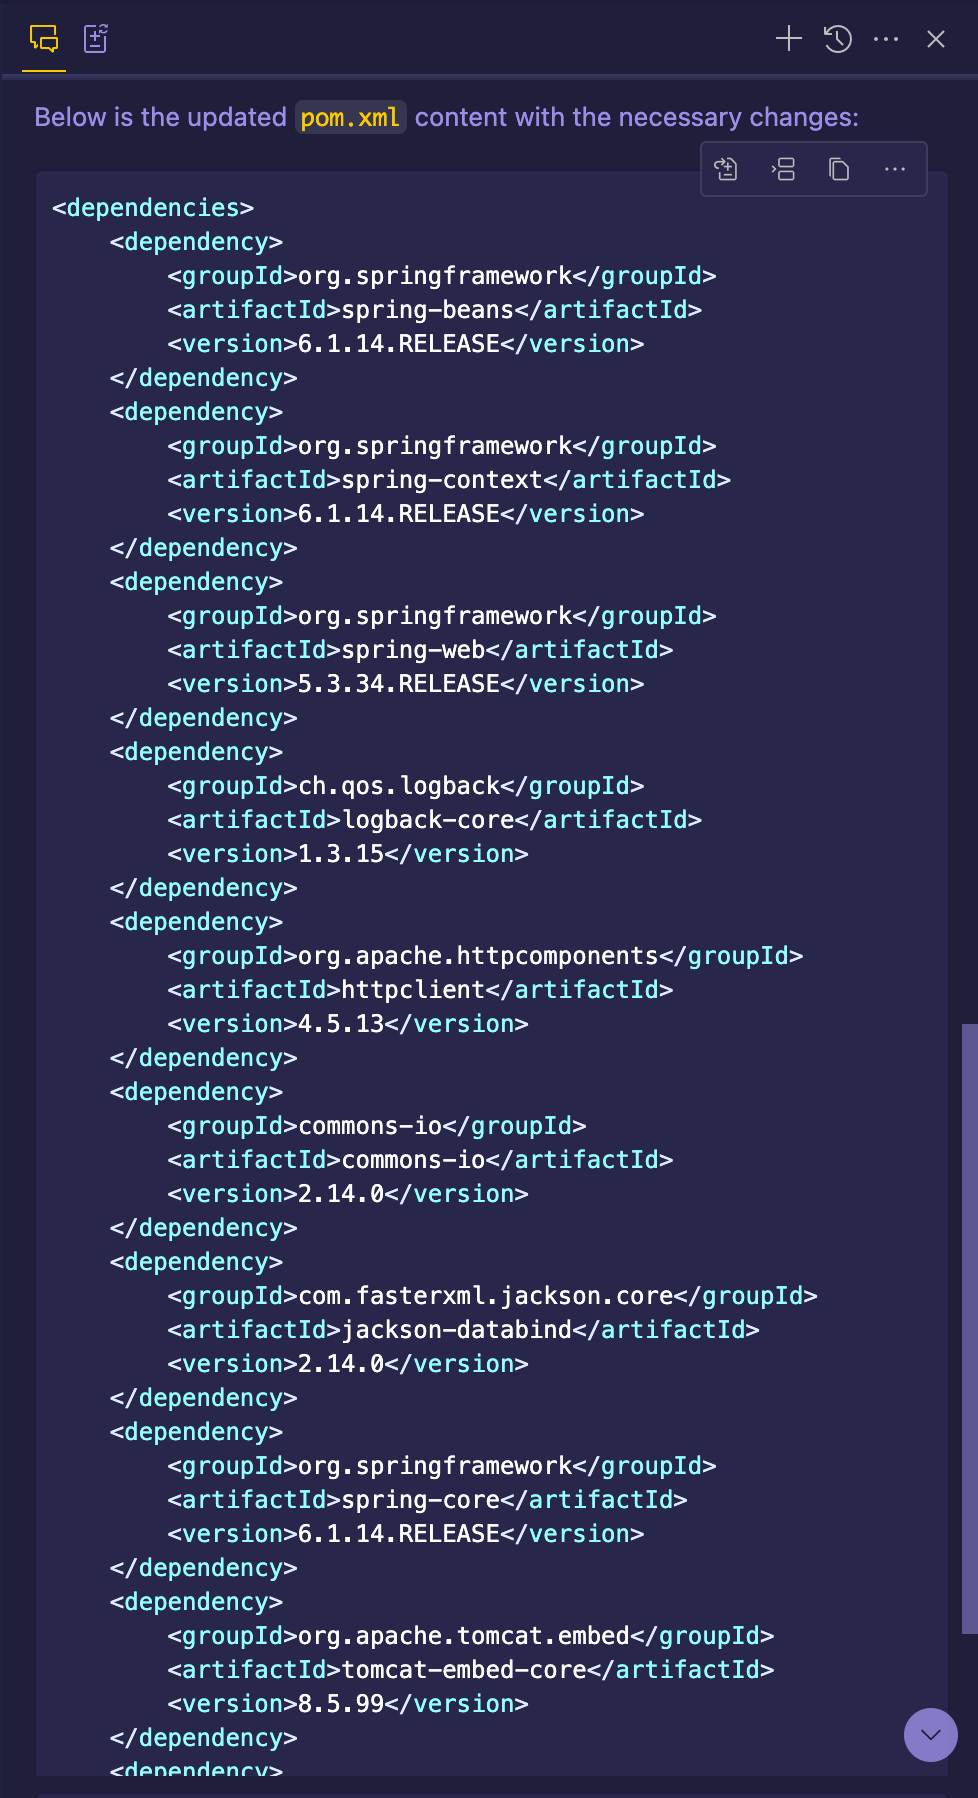 Below is the updated pom.xml content with the necessary changes:
<dependencies>
    <dependency>
        <groupId>org.springframework</groupId>
        <artifactId>spring-beans</artifactId>
        <version>6.1.14.RELEASE</version>
    </dependency>
    <dependency>
        <groupId>org.springframework</groupId>
        <artifactId>spring-context</artifactId>
        <version>6.1.14.RELEASE</version>
    </dependency>
    <dependency>
        <groupId>org.springframework</groupId>
        <artifactId>spring-web</artifactId>
        <version>5.3.34.RELEASE</version>
    </dependency>
    <dependency>
        <groupId>ch.qos.logback</groupId>
        <artifactId>logback-core</artifactId>
        <version>1.3.15</version>
    </dependency>
    <dependency>
        <groupId>org.apache.httpcomponents</groupId>
        <artifactId>httpclient</artifactId>
        <version>4.5.13</version>
    </dependency>
    <dependency>
        <groupId>commons-io</groupId>
        <artifactId>commons-io</artifactId>
        <version>2.14.0</version>
    </dependency>
    <dependency>
        <groupId>com.fasterxml.jackson.core</groupId>
        <artifactId>jackson-databind</artifactId>
        <version>2.14.0</version>
    </dependency>
    <dependency>
        <groupId>org.springframework</groupId>
        <artifactId>spring-core</artifactId>
        <version>6.1.14.RELEASE</version>
    </dependency>
    <dependency>
        <groupId>org.apache.tomcat.embed</groupId>
        <artifactId>tomcat-embed-core</artifactId>
        <version>8.5.99</version>
    </dependency>
    <dependency>